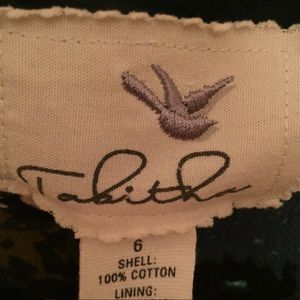 Tabitha
6
SHELL:
100% COTTON
LINING: